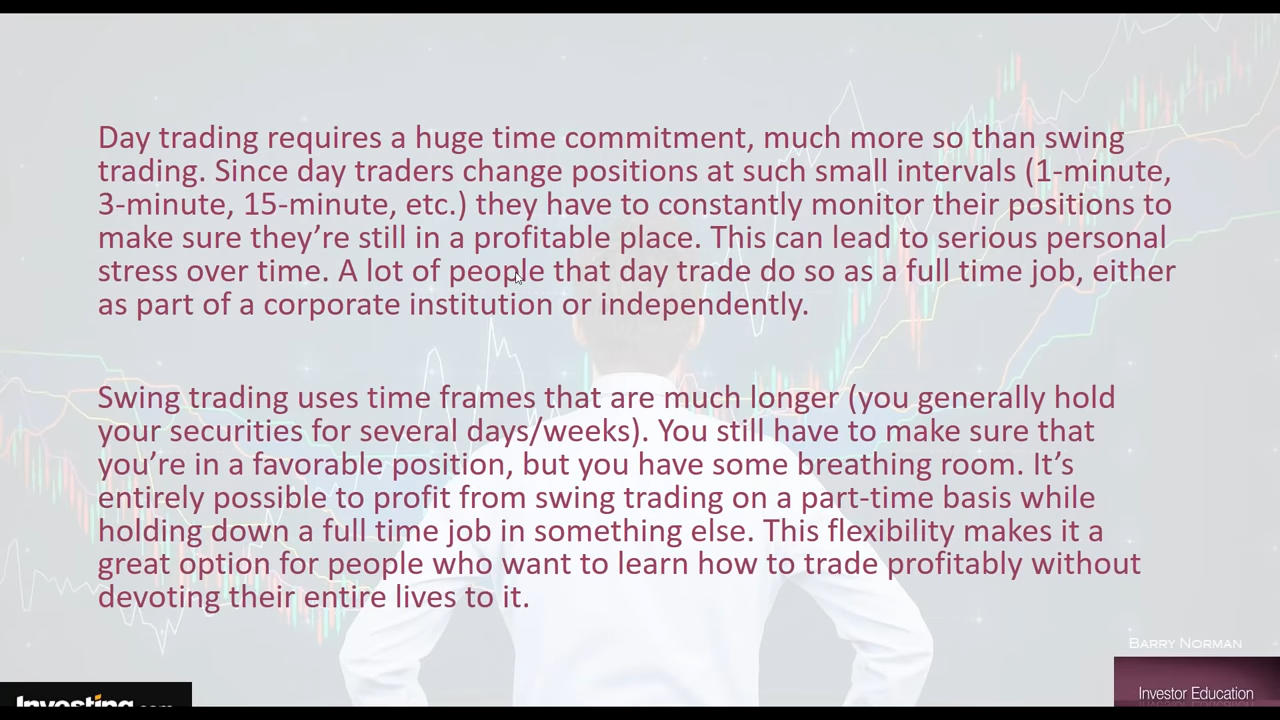 Day trading requires a huge time commitment, much more so than swing
trading. Since day traders change positions at such small intervals (1-minute,
3-minute, 15-minute, etc.) they have to constantly monitor their positions to
make sure they’re still in a profitable place. This can lead to serious personal
stress over time. A lot of people that day trade do so as a full time job, either
as part of a corporate institution or independently.
Swing trading uses time frames that are much longer (you generally hold
your securities for several days/weeks). You still have to make sure that
you’re in a favorable position, but you have some breathing room. It’s
entirely possible to profit from swing trading on a part-time basis while
holding down a full time job in something else. This flexibility makes it a
great option for people who want to learn how to trade profitably without
devoting their entire lives to it.
Barry Norman
Investing.com
Investor Education